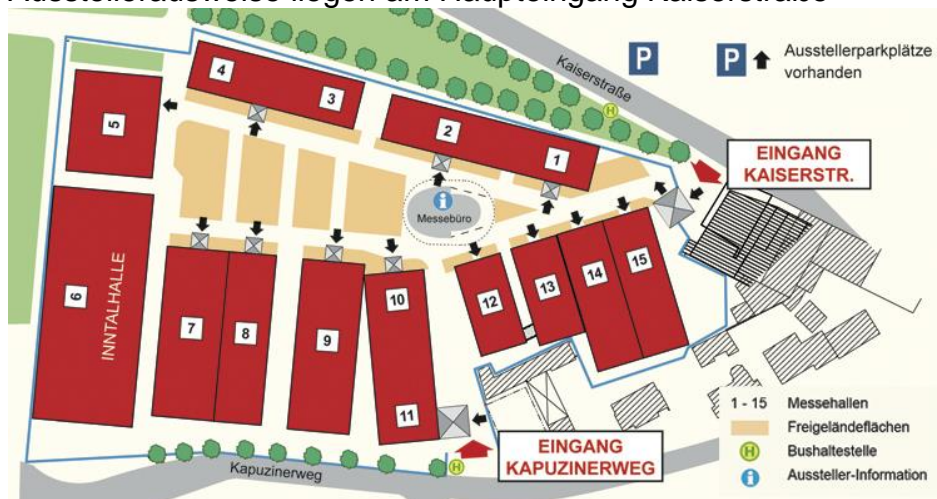 Ausstellerausweise liegen am Haupteingang Kaiserstraße
P
P
Ausstellerparkplätze
vorhanden
Kaiserstraße
H
EINGANG
KAISERSTR.
4
3
2
1
5
i
Messebüro
6
INNTALHALLE
7
8
9
10
11
12
13
14
15
EINGANG
KAPUZINERWEG
Kapuzinerweg
H
1 - 15 Messehallen
Freigeländeflächen
H Bushaltestelle
i Aussteller-Information